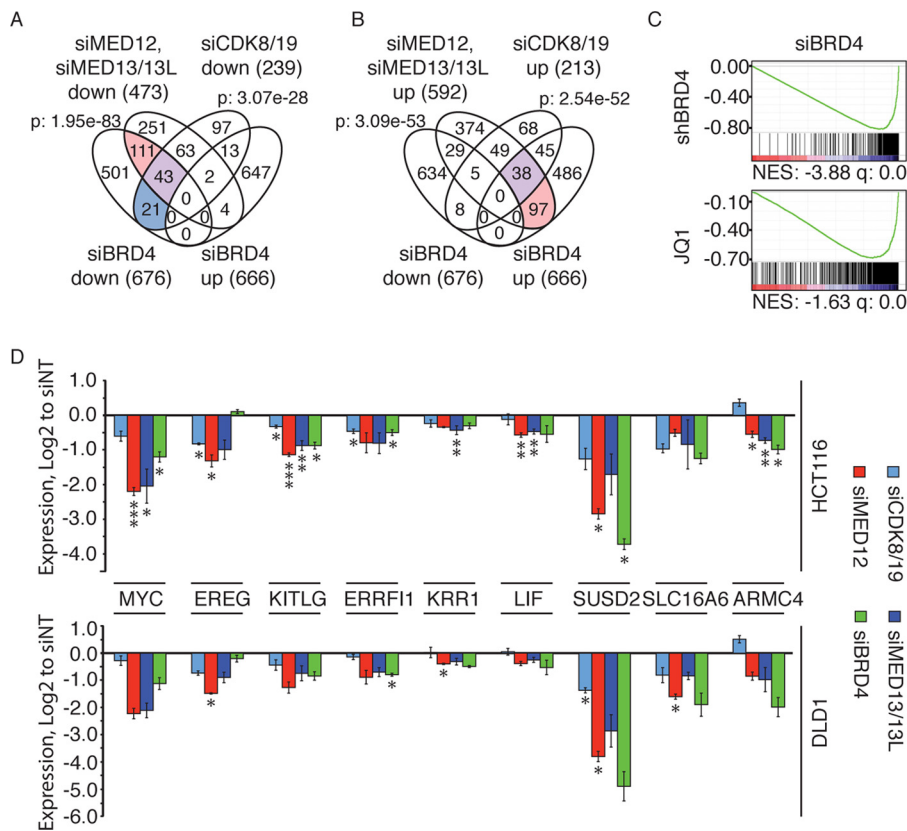 A
siMED12,
siMED13/13L
down (473)
siCDK8/19
down (239)
p: 1.95e-83
p: 3.07e-28
251 97
111 63 13
501 43 2 647
0
21 0 0 4
0
siBRD4
down (676)
siBRD4
up (666)
B
siMED12,
siMED13/13L
up (592)
siCDK8/19
up (213)
p: 3.09e-53
p: 2.54e-52
374 68
29 49 45
634 5 38 486
0
8 0 0 97
0
siBRD4
down (676)
siBRD4
up (666)
C
siBRD4
shBRD4
0.00
-0.40
-0.80
NES: -3.88 q: 0.0
JQ1
-0.10
-0.40
-0.70
NES: -1.63 q: 0.0
D
Expression, Log2 to siNT
1.0
0.0
-1.0
-2.0
-3.0
-4.0
* * * * * * * * * * * * * * * * * * * * * * * * * * * *
HCT116
MYC EREG KITLG ERRFI1 KRR1 LIF SUSD2 SLC16A6 ARMC4
Expression, Log2 to siNT
1.0
0.0
-1.0
-2.0
-3.0
-4.0
-5.0
-6.0
* * * * * *
DLD1
siCDK8/19
siMED12
siMED13/13L
siBRD4